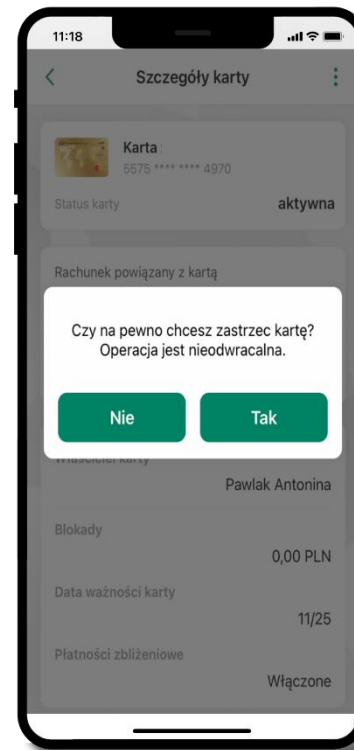 11:18
Szczegóły karty
Karta:
5575 **** **** 4970
Status karty
aktywna
Rachunek powiązany z kartą
Czy na pewno chcesz zastrzec kartę?
Operacja jest nieodwracalna.
Nie
Tak
Właściciel karty
Pawlak Antonina
Blokady
0,00 PLN
Data ważności karty
11/25
Płatności zbliżeniowe
Włączone